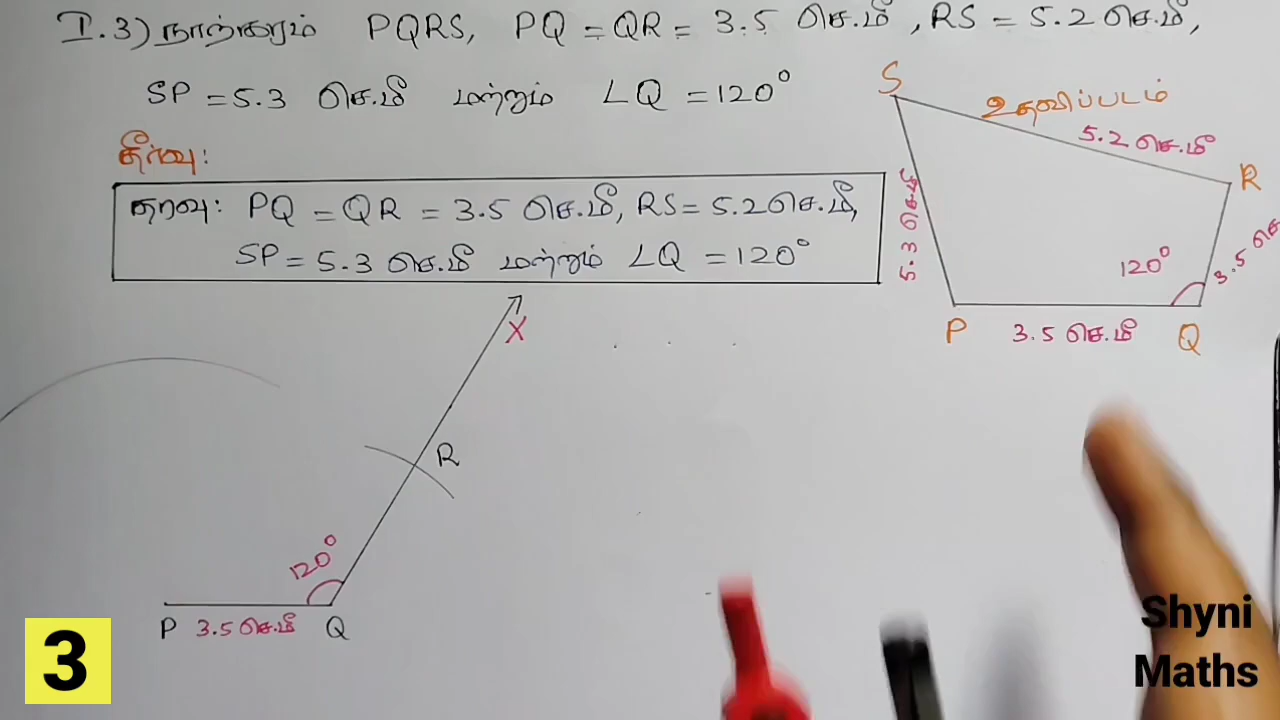 I.3) நாற்கரம் PQRS, PQ = QR = 3.5 செ.மீ, RS = 5.2 செ.மீ,
SP = 5.3 செ.மீ மற்றும் ∠Q = 120°
தீர்வு:
தரவு: PQ = QR = 3.5 செ.மீ, RS = 5.2 செ.மீ,
SP = 5.3 செ.மீ மற்றும் ∠Q = 120°
S
உதவிப்படம்
5.2 செ.மீ
R
5.3 செ.மீ
120°
3.5 செ
P 3.5 செ.மீ Q
X
R
120°
P 3.5 செ.மீ Q
3
Shyni
Maths